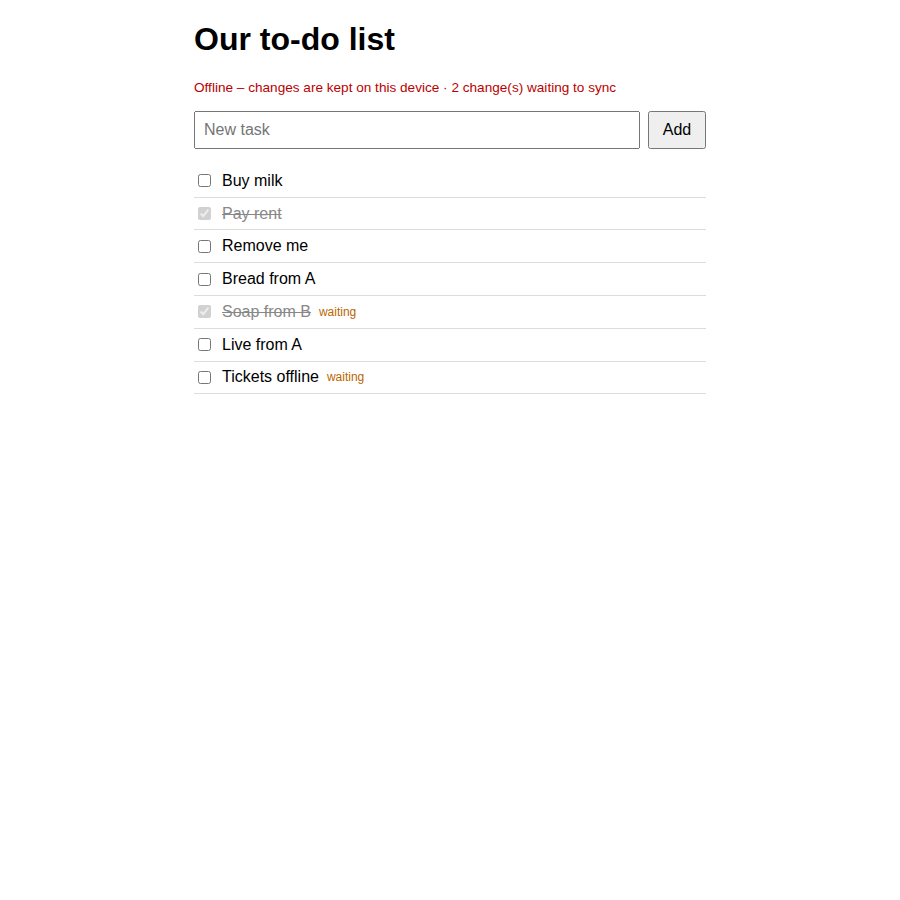 Our to-do list
Offline – changes are kept on this device · 2 change(s) waiting to sync
New task Add
Buy milk
Pay rent
Remove me
Bread from A
Soap from B waiting
Live from A
Tickets offline waiting